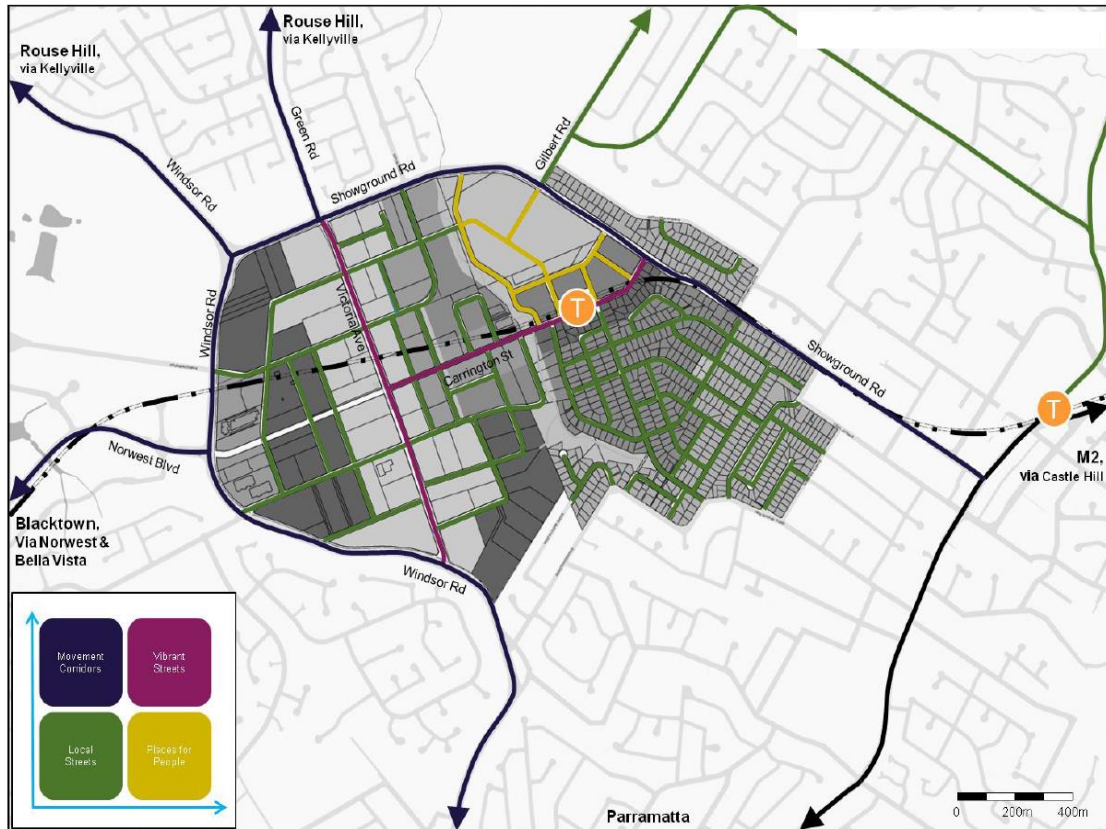 Rouse Hill,
via Kellyville
Rouse Hill,
via Kellyville
Green Rd
Gilbert Rd
Windsor Rd
Showground Rd
Windsor Rd
Victoria Ave
Carrington St
Showground Rd
T
T
Norwest Blvd
M2,
via Castle Hill
Blacktown,
Via Norwest &
Bella Vista
Windsor Rd
Movement
Corridors
Vibrant
Streets
Local
Streets
Places for
People
Parramatta
0 200m 400m